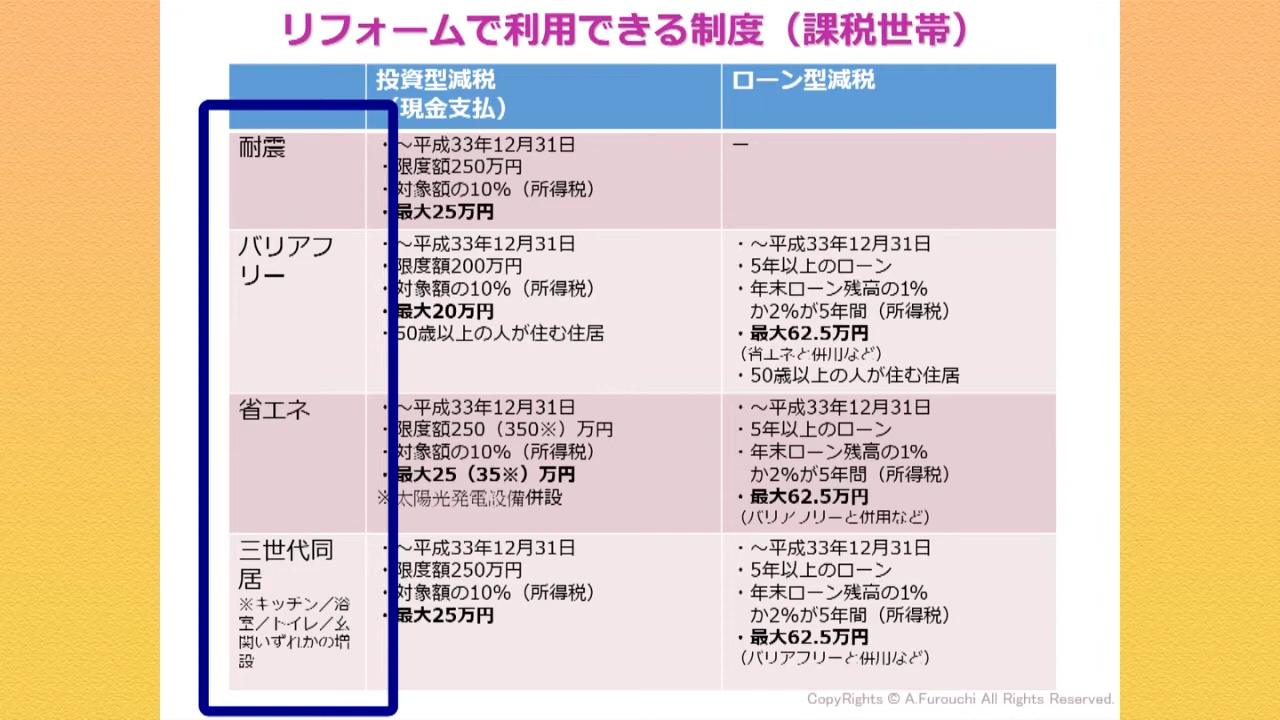 リフォームで利用できる制度（課税世帯）
投資型減税
（現金支払）
ローン型減税
耐震
・～平成33年12月31日
・限度額250万円
・対象額の10%（所得税）
・最大25万円
－
バリアフ
リー
・～平成33年12月31日
・限度額200万円
・対象額の10%（所得税）
・最大20万円
・50歳以上の人が住む住居
・～平成33年12月31日
・5年以上のローン
・年末ローン残高の1%
か2%が5年間（所得税）
・最大62.5万円
（省エネと併用など）
・50歳以上の人が住む住居
省エネ
・～平成33年12月31日
・限度額250（350※）万円
・対象額の10%（所得税）
・最大25（35※）万円
※太陽光発電設備併設
・～平成33年12月31日
・5年以上のローン
・年末ローン残高の1%
か2%が5年間（所得税）
・最大62.5万円
（バリアフリーと併用など）
三世代同
居
※キッチン／浴
室／トイレ／玄
関いずれかの増
設
・～平成33年12月31日
・限度額250万円
・対象額の10%（所得税）
・最大25万円
・～平成33年12月31日
・5年以上のローン
・年末ローン残高の1%
か2%が5年間（所得税）
・最大62.5万円
（バリアフリーと併用など）
CopyRights © A.Furouchi All Rights Reserved.